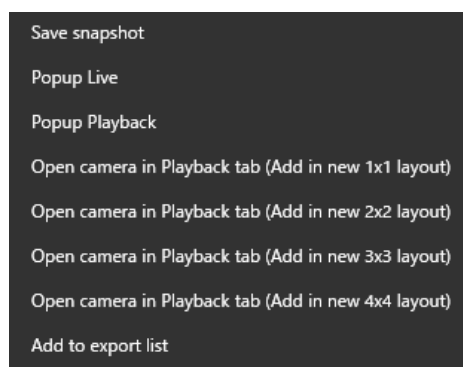 Save snapshot
Popup Live
Popup Playback
Open camera in Playback tab (Add in new 1x1 layout)
Open camera in Playback tab (Add in new 2x2 layout)
Open camera in Playback tab (Add in new 3x3 layout)
Open camera in Playback tab (Add in new 4x4 layout)
Add to export list